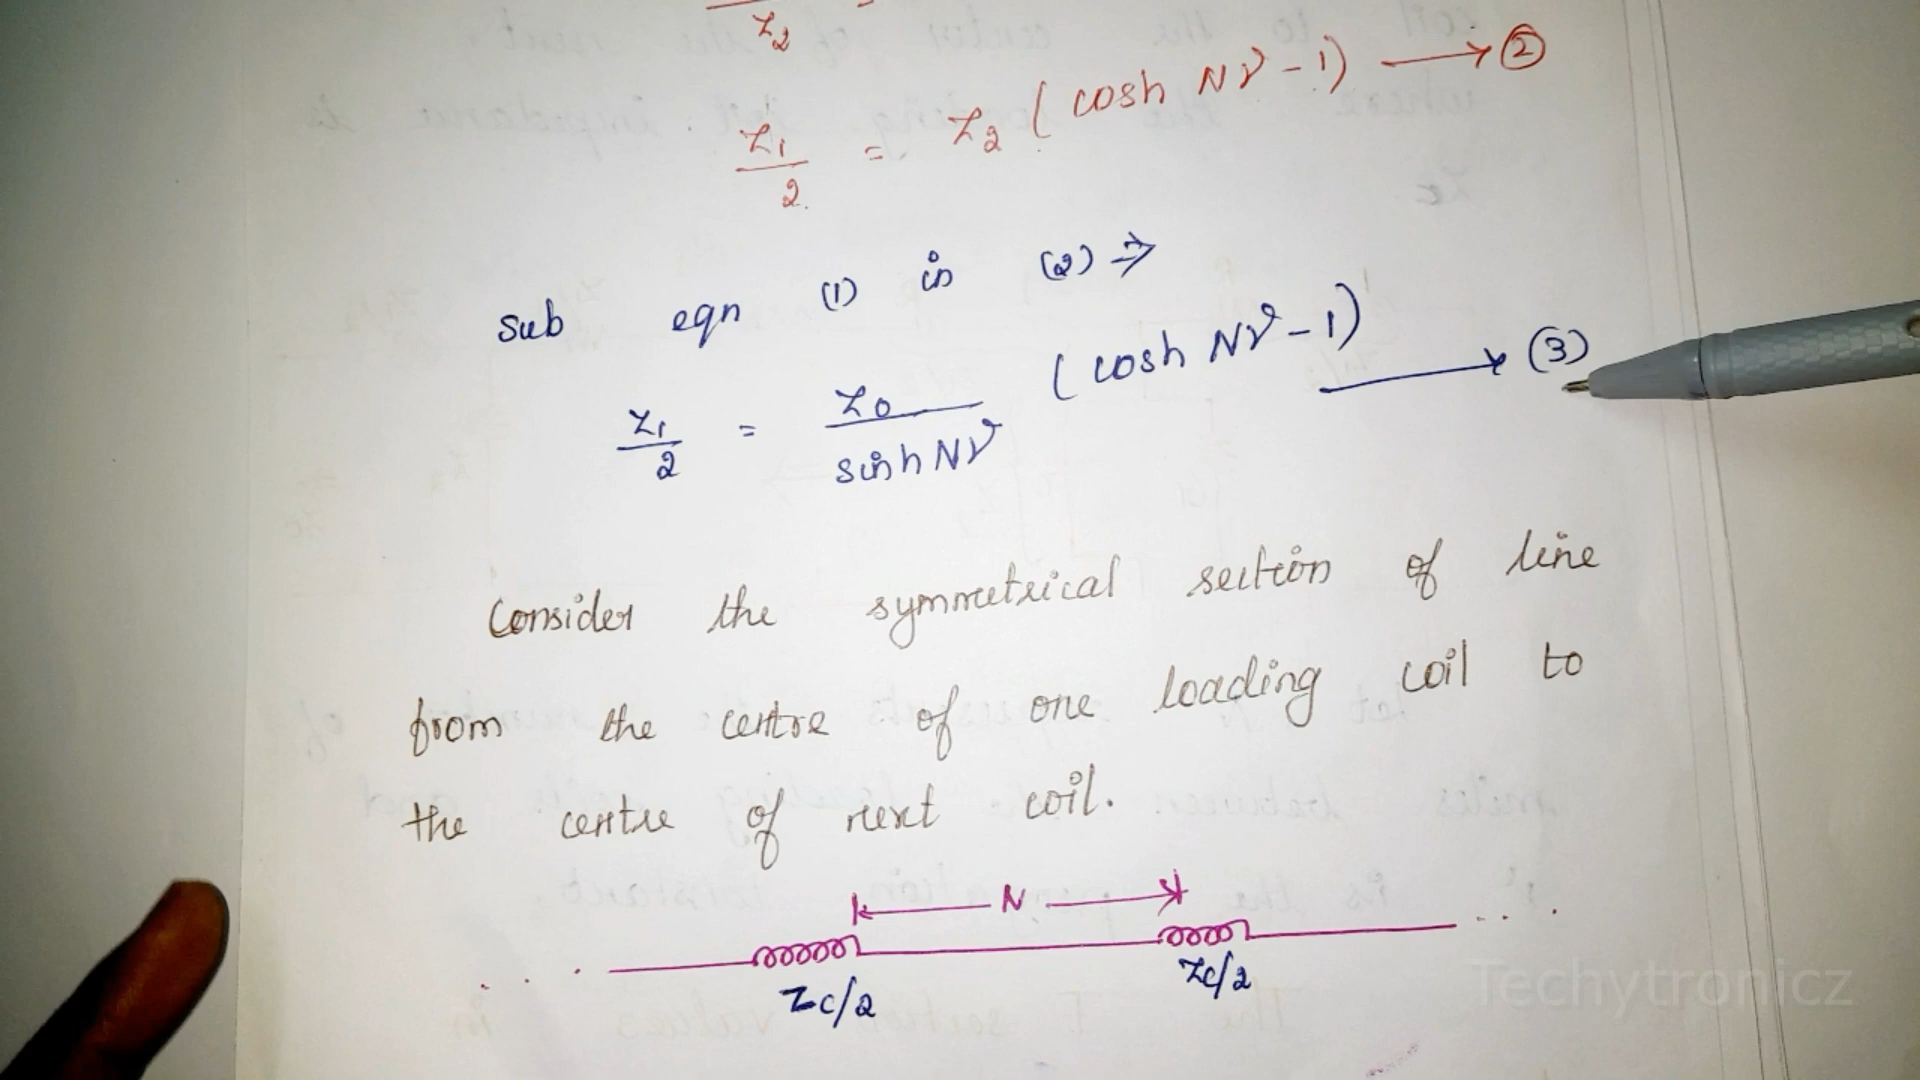 Z2
Z1/2 = Z2 (cosh Nγ - 1) → ②
Sub eqn (1) in (2) ⇒
Z1/2 = Z0/sinh Nγ (cosh Nγ - 1) → (3)
Consider the symmetrical section of line
from the centre of one loading coil to
the centre of next coil.
N
Zc/2 Zc/2
Techytronicz